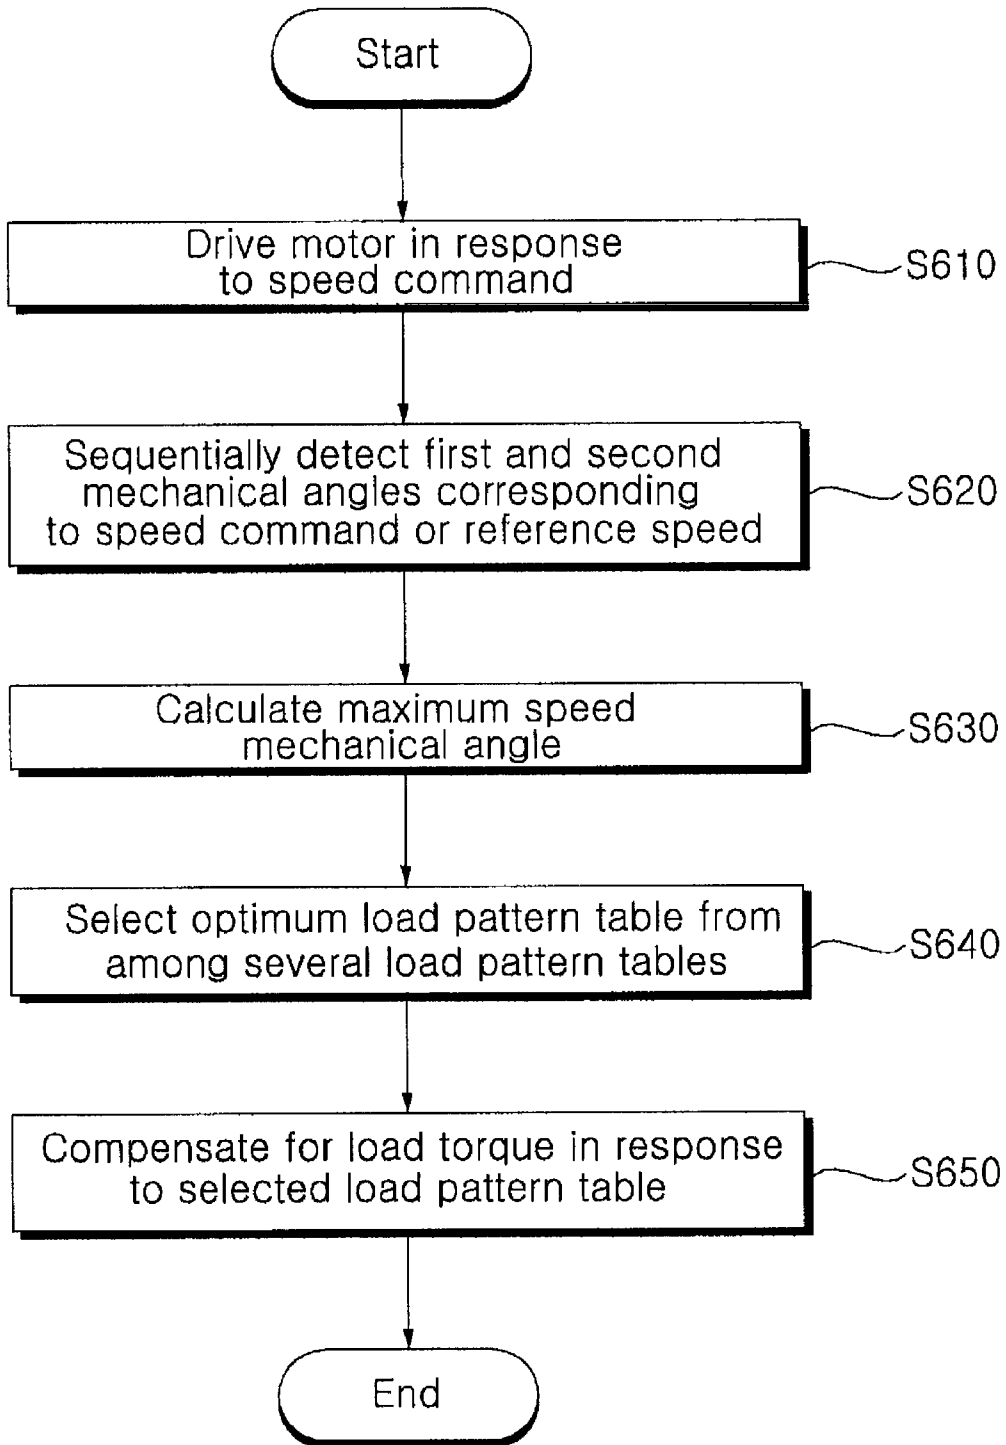 Start
Drive motor in response
to speed command
S610
Sequentially detect first and second
mechanical angles corresponding
to speed command or reference speed
S620
Calculate maximum speed
mechanical angle
S630
Select optimum load pattern table from
among several load pattern tables
S640
Compensate for load torque in response
to selected load pattern table
S650
End